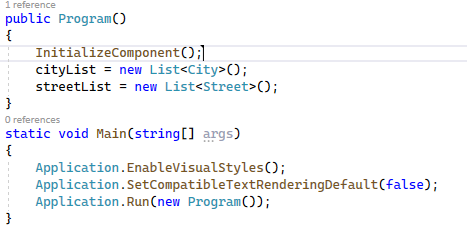 1 reference
public Program()
{
InitializeComponent();
cityList = new List<City>();
streetList = new List<Street>();
}
0 references
static void Main(string[] args)
{
Application.EnableVisualStyles();
Application.SetCompatibleTextRenderingDefault(false);
Application.Run(new Program());
}